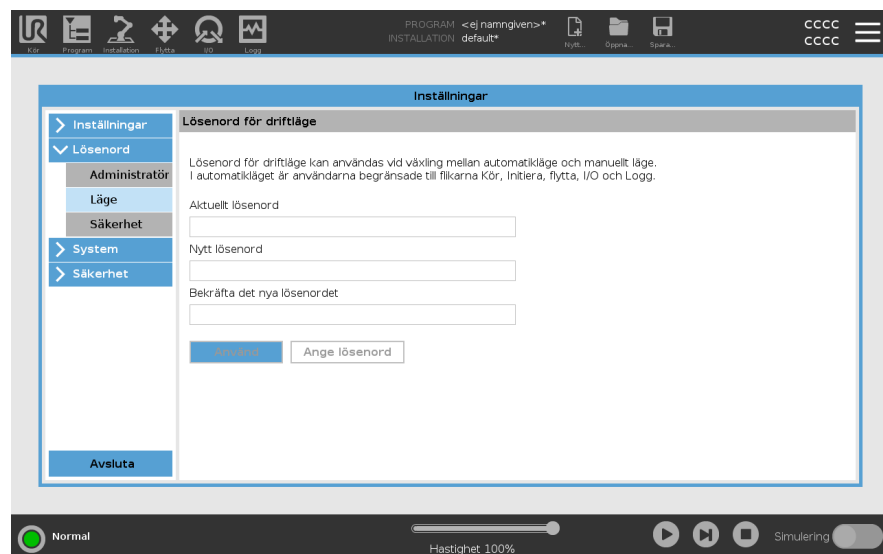 PROGRAM <ej namngiven>*
INSTALLATION default*
CCCC
CCCC
Kör Program Installation Flytta I/O Logg Nytt... Öppna... Spara...
Inställningar
Inställningar
Lösenord
Administratör
Läge
Säkerhet
System
Säkerhet
Avsluta
Lösenord för driftläge
Lösenord för driftläge kan användas vid växling mellan automatikläge och manuellt läge.
I automatikläget är användarna begränsade till flikarna Kör, Initiera, flytta, I/O och Logg.
Aktuellt lösenord
Nytt lösenord
Bekräfta det nya lösenordet
Använd Ange lösenord
Normal
Hastighet 100%
Simulering